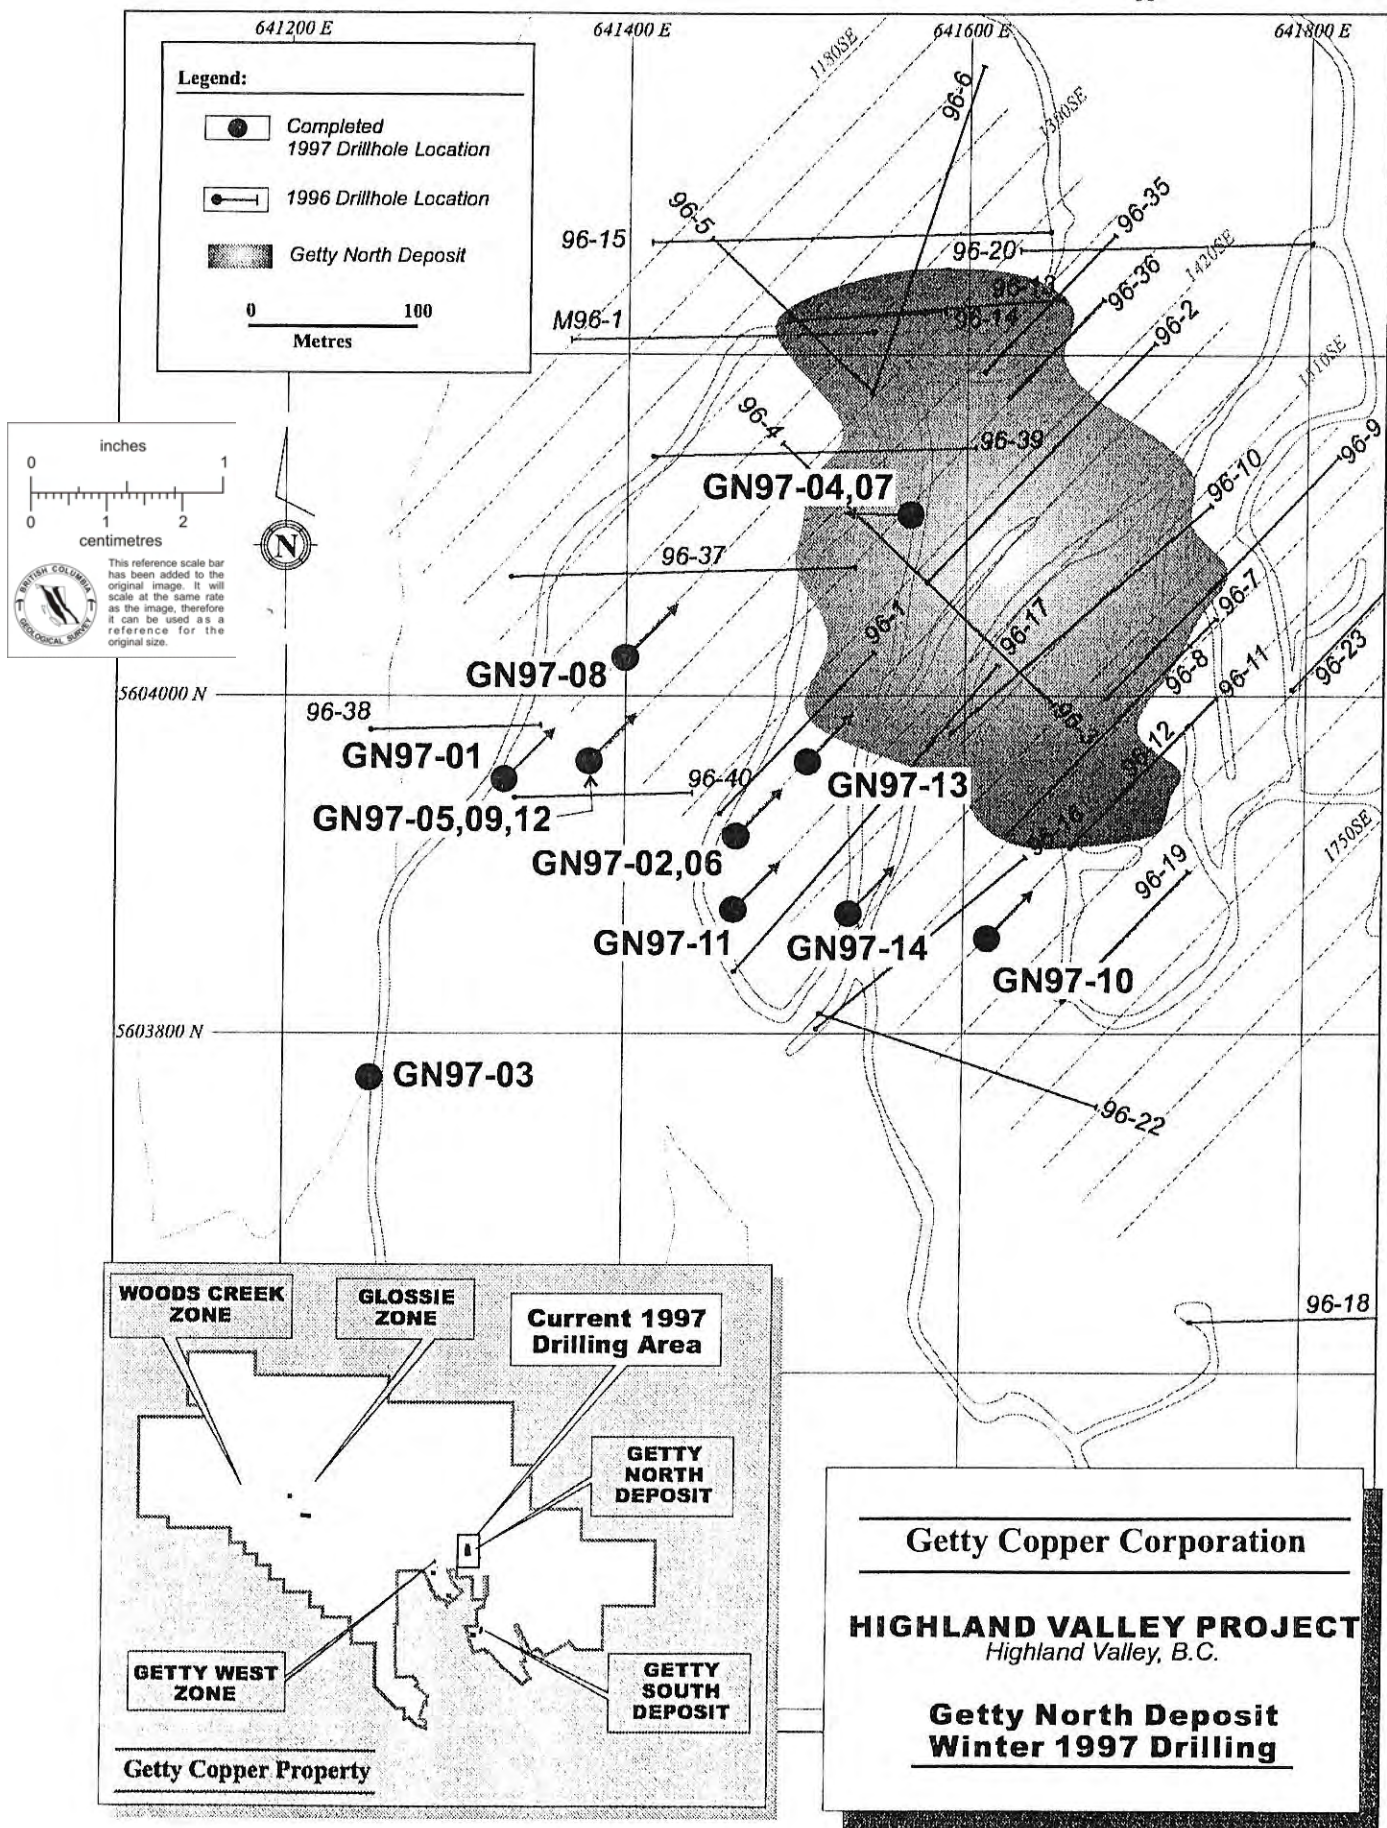 641200 E
641400 E
641600 E
641800 E
Legend:
Completed
1997 Drillhole Location
1996 Drillhole Location
Getty North Deposit
0 100
Metres
1180SE
96-6
1300SE
96-5
96-15
96-20
96-35
1420SE
96-36
96-13
96-14
M96-1
96-2
1510SE
96-4
96-39
96-9
96-10
inches
0 1
0 1 2
centimetres
This reference scale bar
has been added to the
original image. It will
scale at the same rate
as the image, therefore
it can be used as a
reference for the
original size.
BRITISH COLUMBIA
GEOLOGICAL SURVEY
N
GN97-04,07
96-37
96-1
96-17
96-7
96-8
96-11
96-23
GN97-08
5604000 N
96-38
96-3
96-12
GN97-01
96-40
GN97-13
GN97-05,09,12
GN97-02,06
96-16
1750SE
96-19
GN97-11
GN97-14
GN97-10
5603800 N
GN97-03
96-22
96-18
WOODS CREEK
ZONE
GLOSSIE
ZONE
Current 1997
Drilling Area
GETTY
NORTH
DEPOSIT
GETTY WEST
ZONE
GETTY
SOUTH
DEPOSIT
Getty Copper Property
Getty Copper Corporation
HIGHLAND VALLEY PROJECT
Highland Valley, B.C.
Getty North Deposit
Winter 1997 Drilling